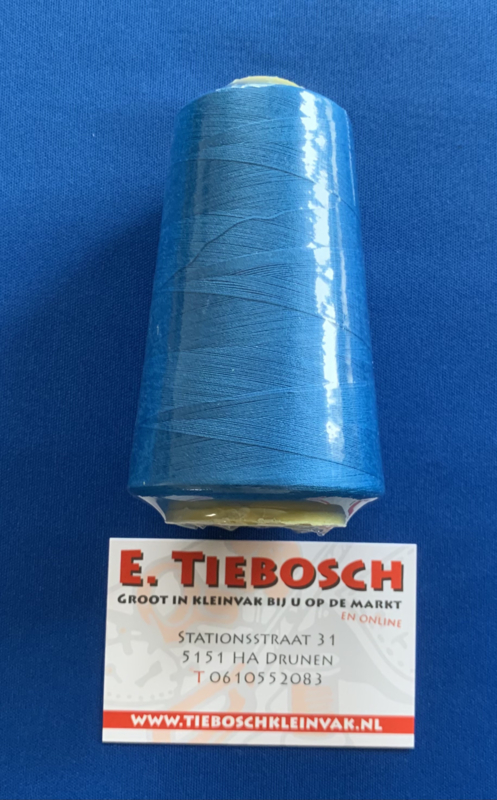 E. TIEBOSCH
GROOT IN KLEINVAK BIJ U OP DE MARKT
EN ONLINE
STATIONSSTRAAT 31
5151 HA DRUNEN
T 0610552083
WWW.TIEBOSCHKLEINVAK.NL